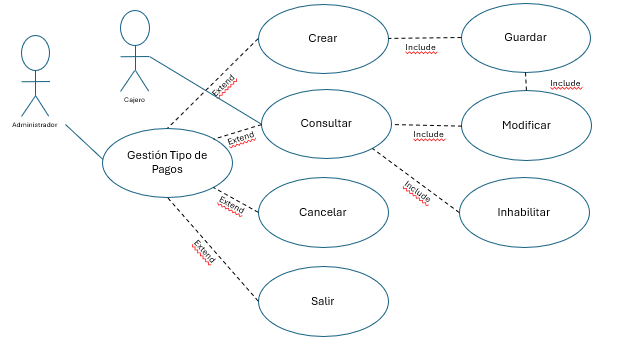 Crear
Guardar
Include
Include
Extend
Cajero
Administrador
Consultar
Include
Modificar
Extend
Gestión Tipo de
Pagos
Include
Extend
Cancelar
Inhabilitar
Extend
Salir